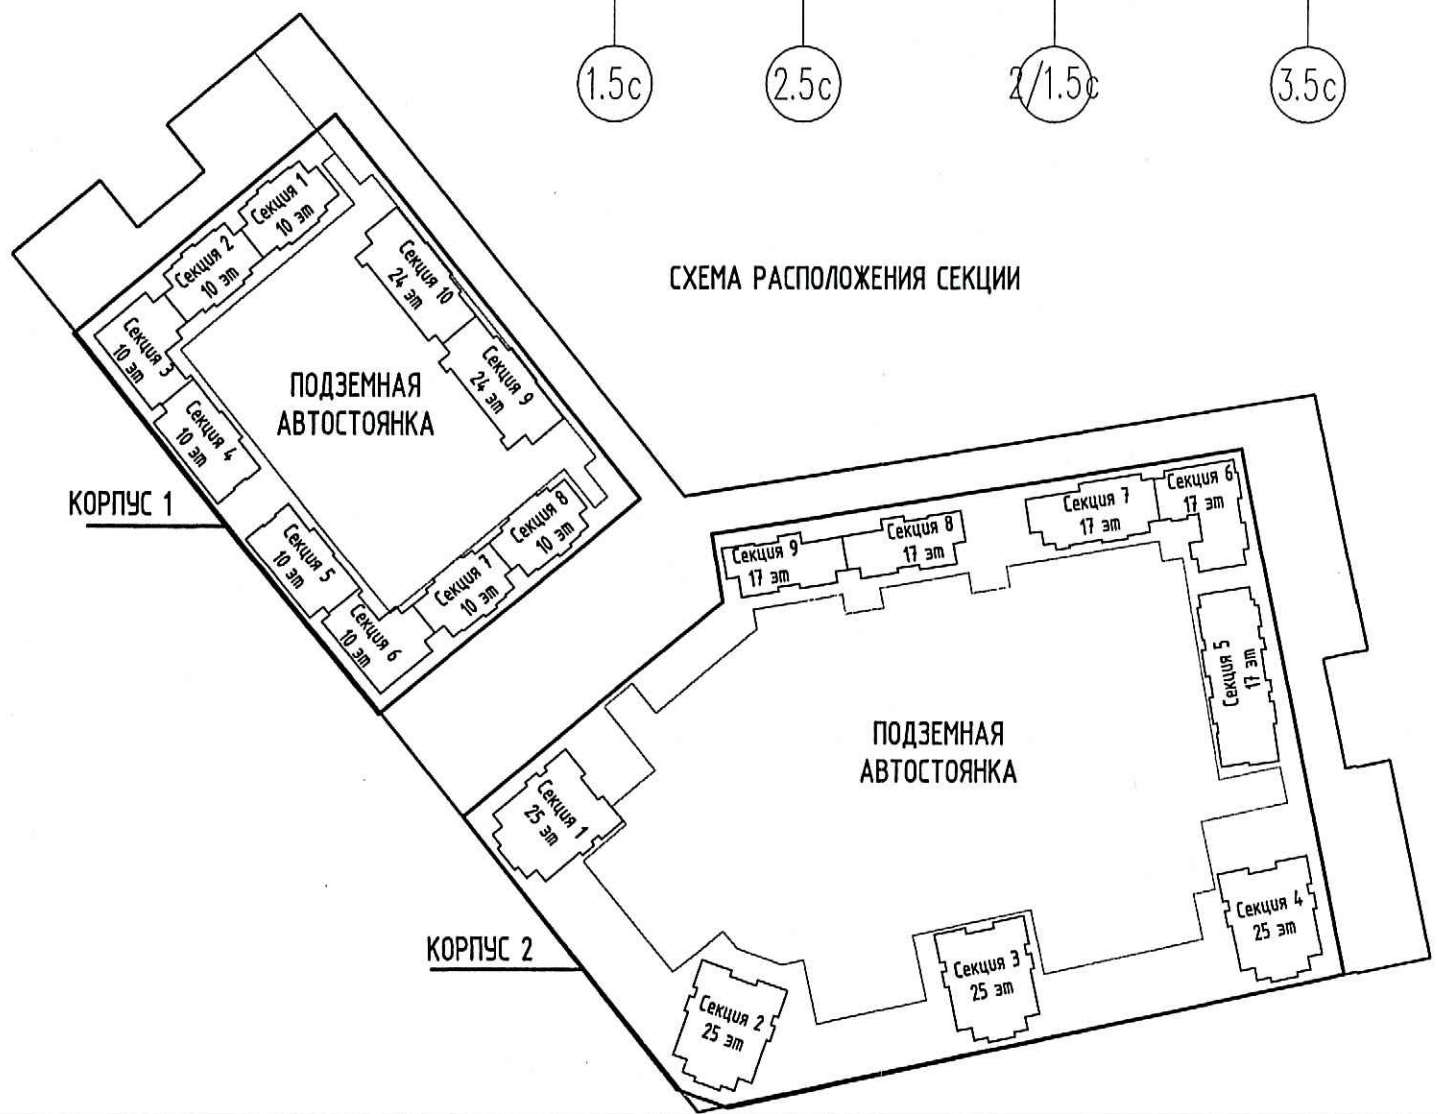 1.5с
2.5с
2/1.5с
3.5с
СХЕМА РАСПОЛОЖЕНИЯ СЕКЦИИ
Секция 1
10 эт
Секция 2
10 эт
Секция 3
10 эт
Секция 4
10 эт
Секция 5
10 эт
Секция 6
10 эт
Секция 7
10 эт
Секция 8
10 эт
Секция 9
24 эт
Секция 10
24 эт
ПОДЗЕМНАЯ
АВТОСТОЯНКА
КОРПУС 1
Секция 9
17 эт
Секция 8
17 эт
Секция 7
17 эт
Секция 6
17 эт
Секция 5
17 эт
ПОДЗЕМНАЯ
АВТОСТОЯНКА
Секция 1
25 эт
Секция 2
25 эт
Секция 3
25 эт
Секция 4
25 эт
КОРПУС 2